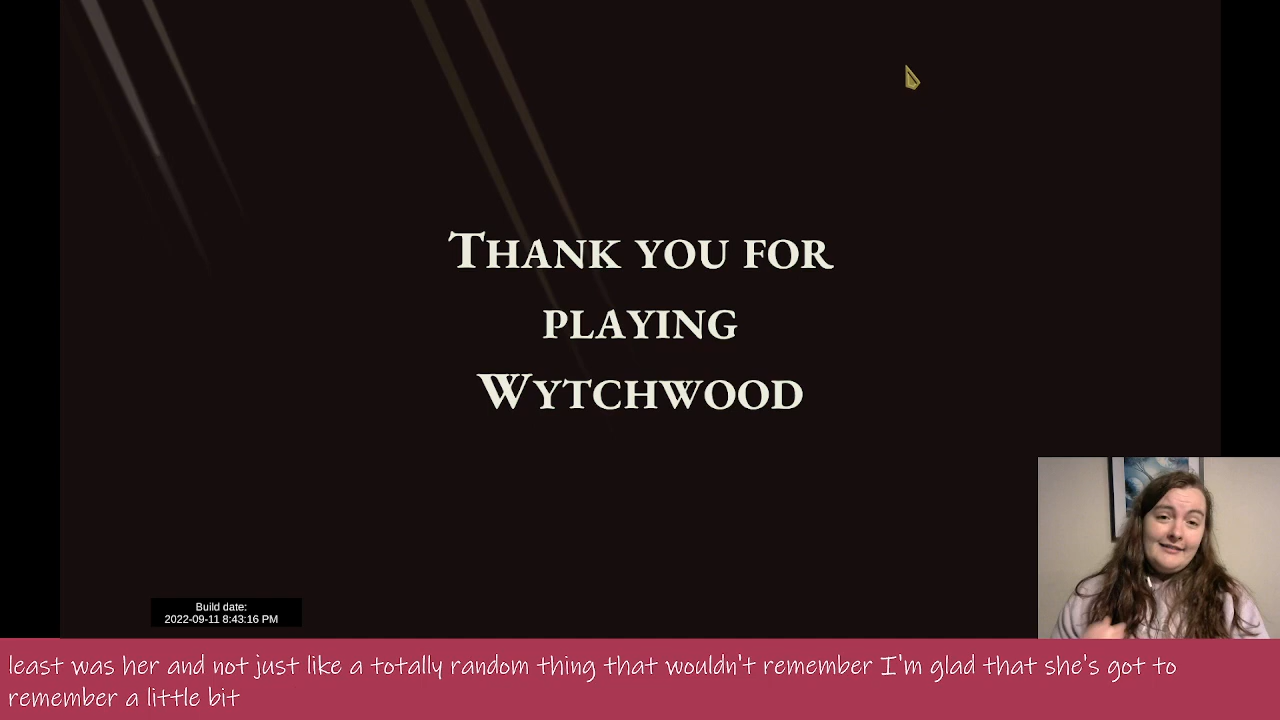 Thank you for
playing
Wytchwood
Build date:
2022-09-11 8:43:16 PM
least was her and not just like a totally random thing that wouldn't remember I'm glad that she's got to
remember a little bit